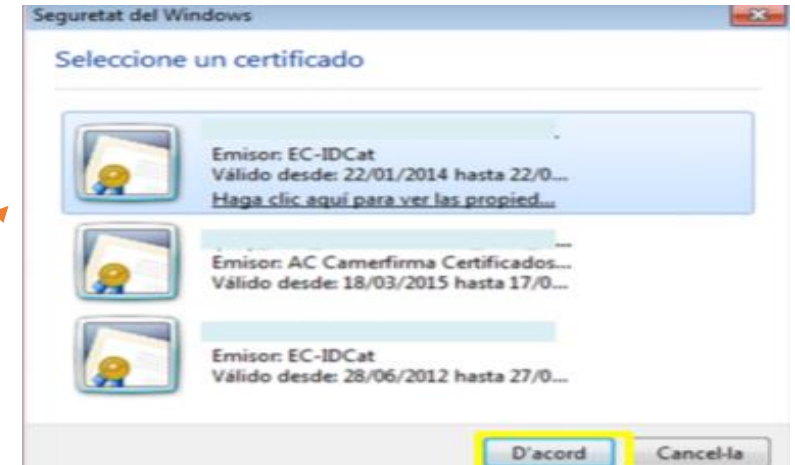 Seguretat del Windows
Seleccione un certificado
Emisor: EC-IDCat
Válido desde: 22/01/2014 hasta 22/0...
Haga clic aquí para ver las propied...
...
Emisor: AC Camerfirma Certificados...
Válido desde: 18/03/2015 hasta 17/0...
Emisor: EC-IDCat
Válido desde: 28/06/2012 hasta 27/0...
D'acord Cancel·la